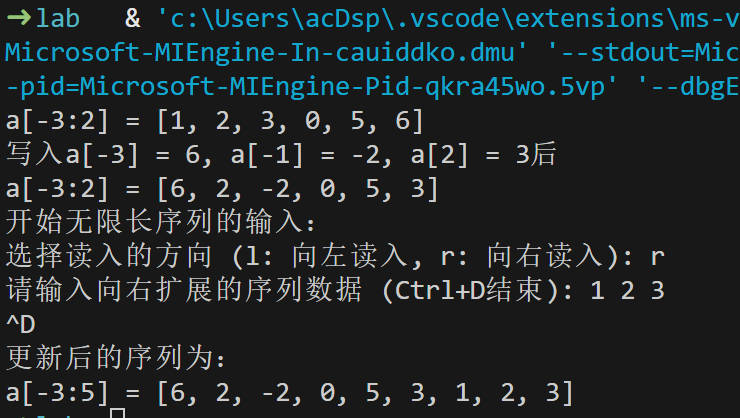 ➜lab  & 'c:\Users\acDsp\.vscode\extensions\ms-v
Microsoft-MIEngine-In-cauiddko.dmu' '--stdout=Mic
-pid=Microsoft-MIEngine-Pid-qkra45wo.5vp' '--dbgE
a[-3:2] = [1, 2, 3, 0, 5, 6]
写入a[-3] = 6, a[-1] = -2, a[2] = 3后
a[-3:2] = [6, 2, -2, 0, 5, 3]
开始无限长序列的输入:
选择读入的方向 (l: 向左读入, r: 向右读入): r
请输入向右扩展的序列数据 (Ctrl+D结束): 1 2 3
^D
更新后的序列为:
a[-3:5] = [6, 2, -2, 0, 5, 3, 1, 2, 3]